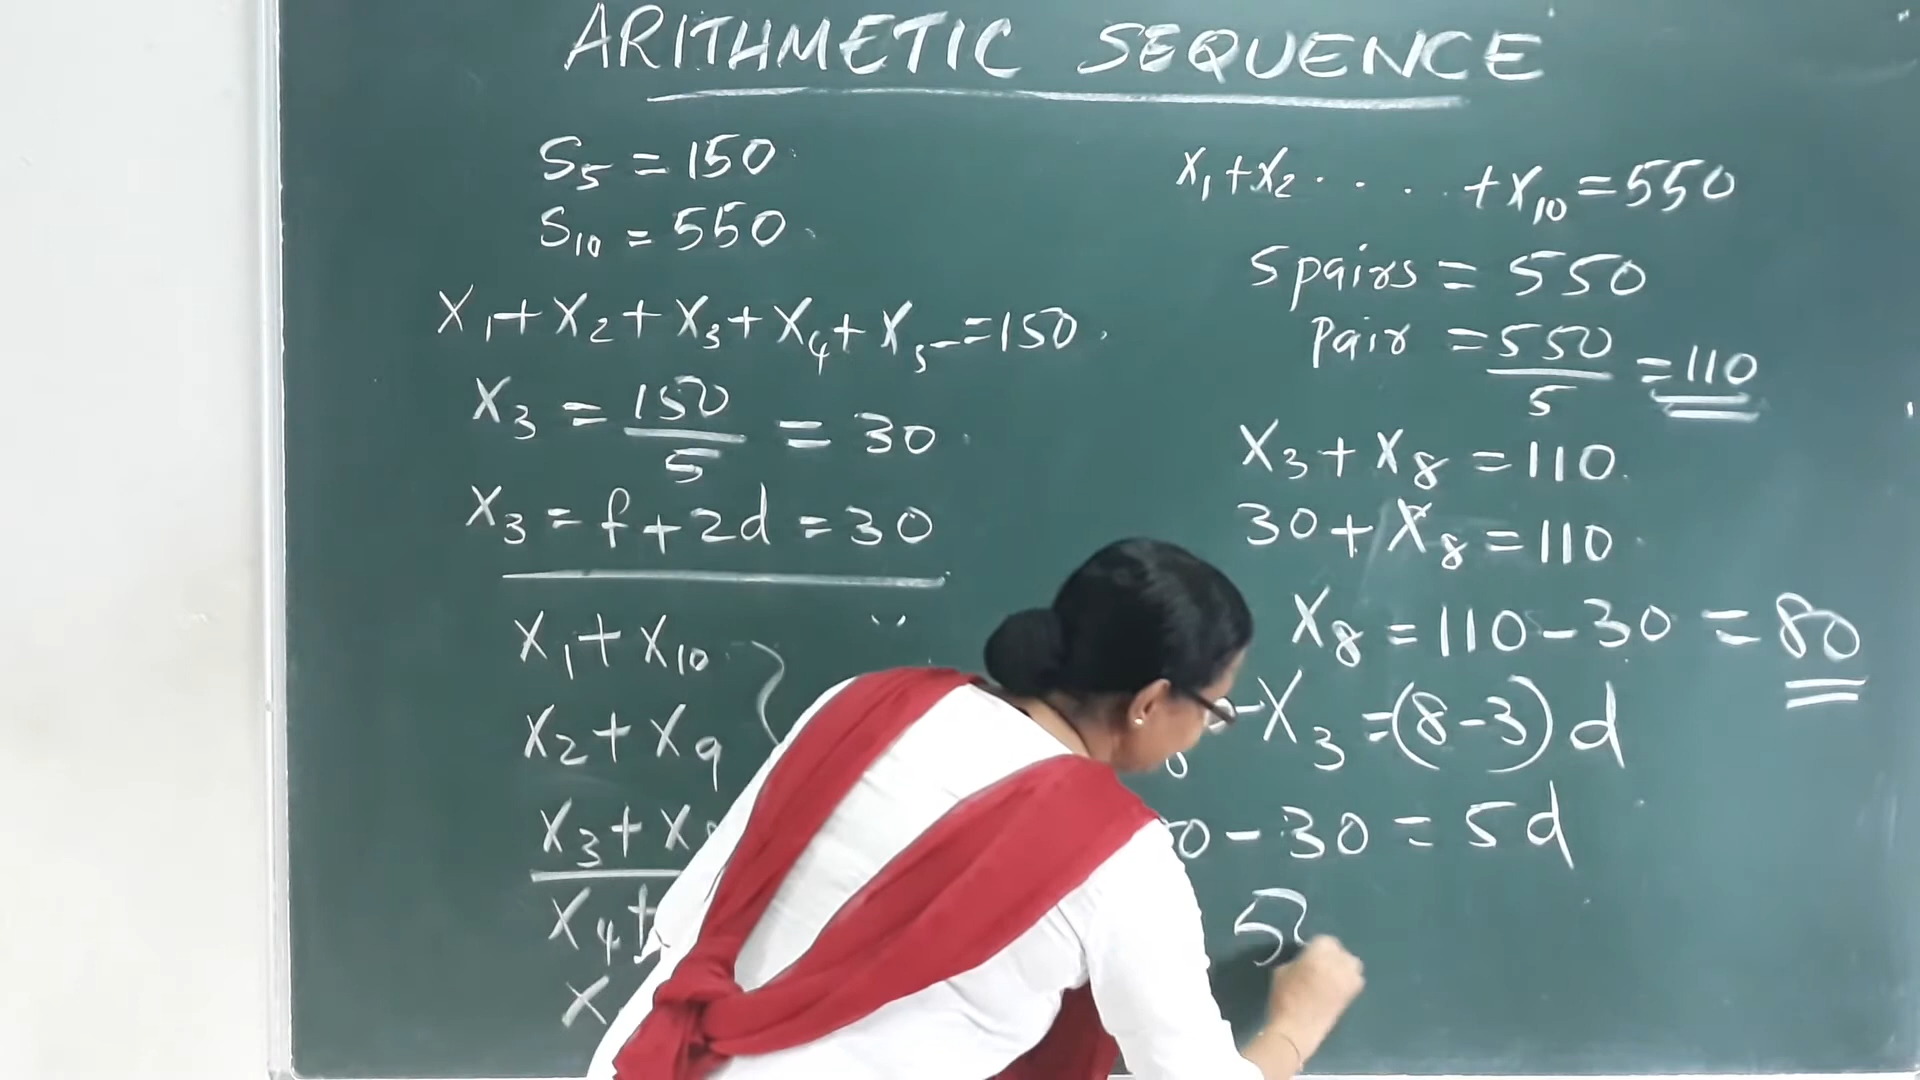 ARITHMETIC SEQUENCE
S₅ = 150
S₁₀ = 550
X₁ + X₂ + X₃ + X₄ + X₅ = 150
X₃ = 150/5 = 30
X₃ = f + 2d = 30
X₁ + X₁₀
X₂ + X₉
X₃ + X
X₄ +
X
X₁ + X₂ . . . . + X₁₀ = 550
5 pairs = 550
Pair = 550/5 = 110
X₃ + X₈ = 110
30 + X₈ = 110
X₈ = 110 - 30 = 80
- X₃ = (8 - 3) d
0 - 30 = 5d
5